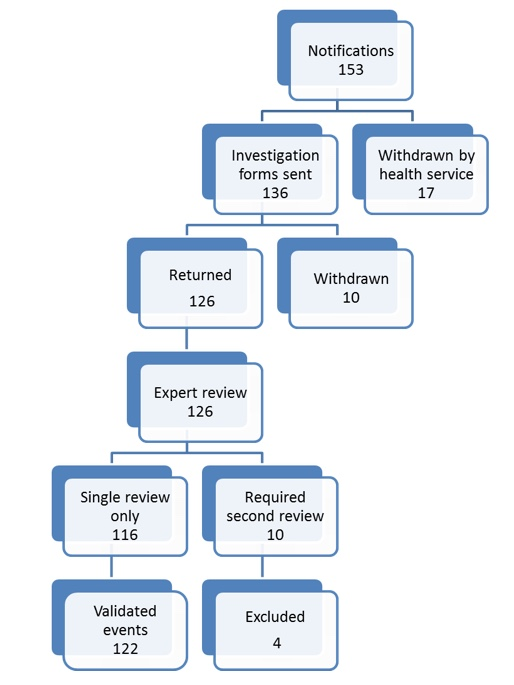 Notifications
153
Investigation
forms sent
136
Withdrawn by
health service
17
Returned
126
Withdrawn
10
Expert review
126
Single review
only
116
Required
second review
10
Validated
events
122
Excluded
4